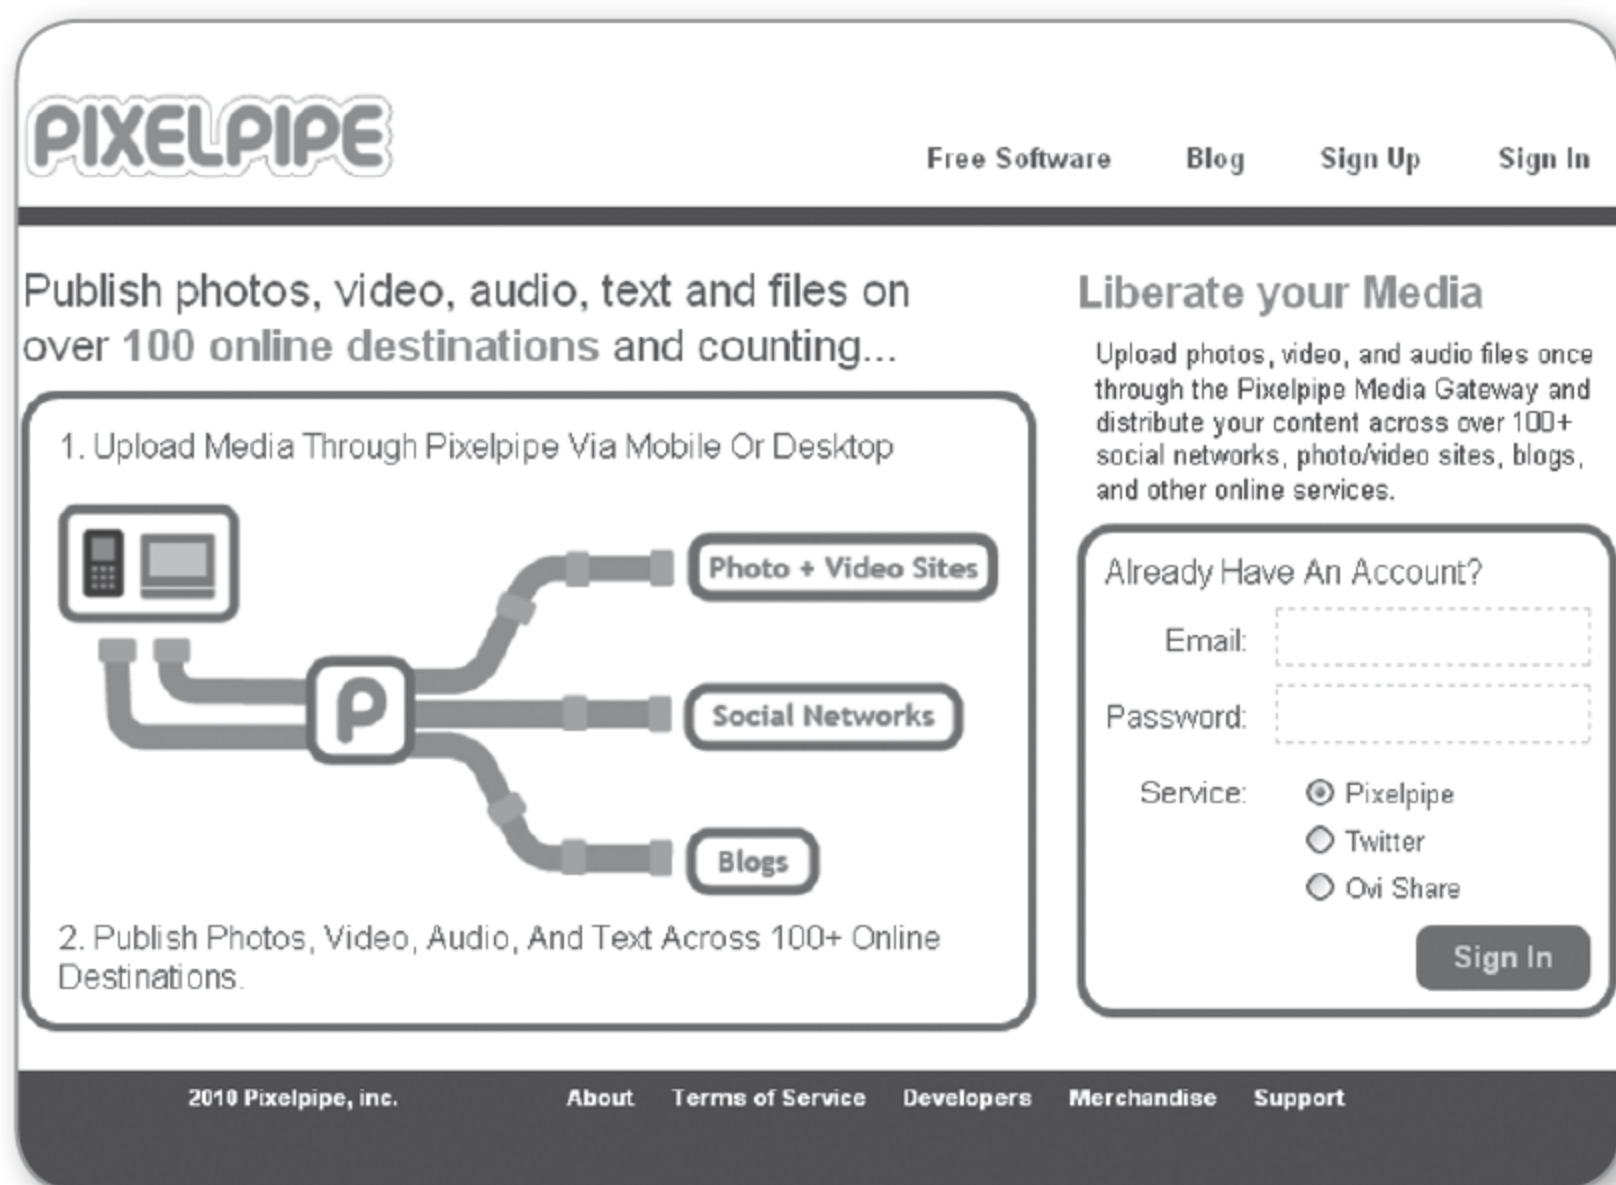 PIXELPIPE
Free Software Blog Sign Up Sign In
Publish photos, video, audio, text and files on
over 100 online destinations and counting...
1. Upload Media Through Pixelpipe Via Mobile Or Desktop
Photo + Video Sites
P
Social Networks
Blogs
2. Publish Photos, Video, Audio, And Text Across 100+ Online
Destinations.
Liberate your Media
Upload photos, video, and audio files once
through the Pixelpipe Media Gateway and
distribute your content across over 100+
social networks, photo/video sites, blogs,
and other online services.
Already Have An Account?
Email:
Password:
Service: Pixelpipe
Twitter
Ovi Share
Sign In
2010 Pixelpipe, inc. About Terms of Service Developers Merchandise Support